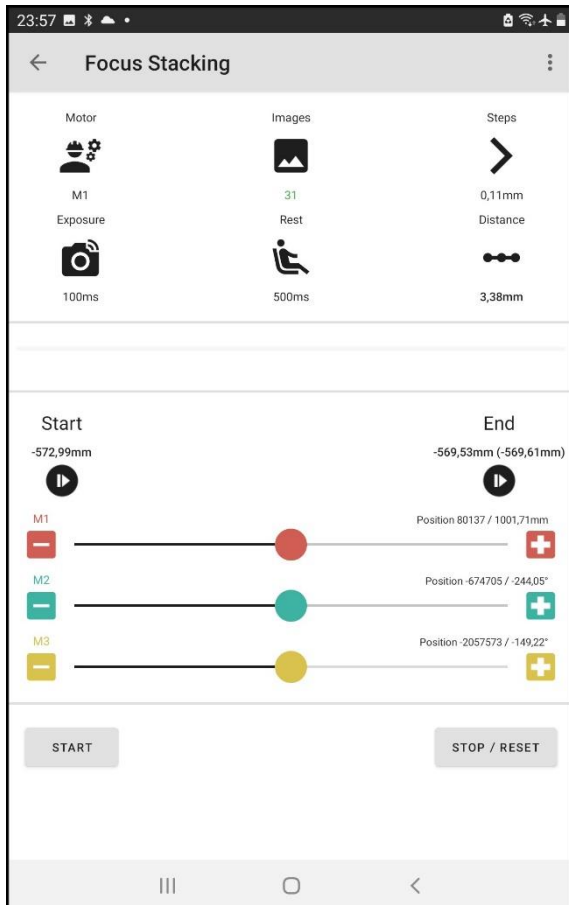 23:57
Focus Stacking
Motor Images Steps
M1 31 0,11mm
Exposure Rest Distance
100ms 500ms 3,38mm
Start End
-572,99mm -569,53mm (-569,61mm)
M1 Position 80137 / 1001,71mm
M2 Position -674705 / -244,05°
M3 Position -2057573 / -149,22°
START STOP / RESET